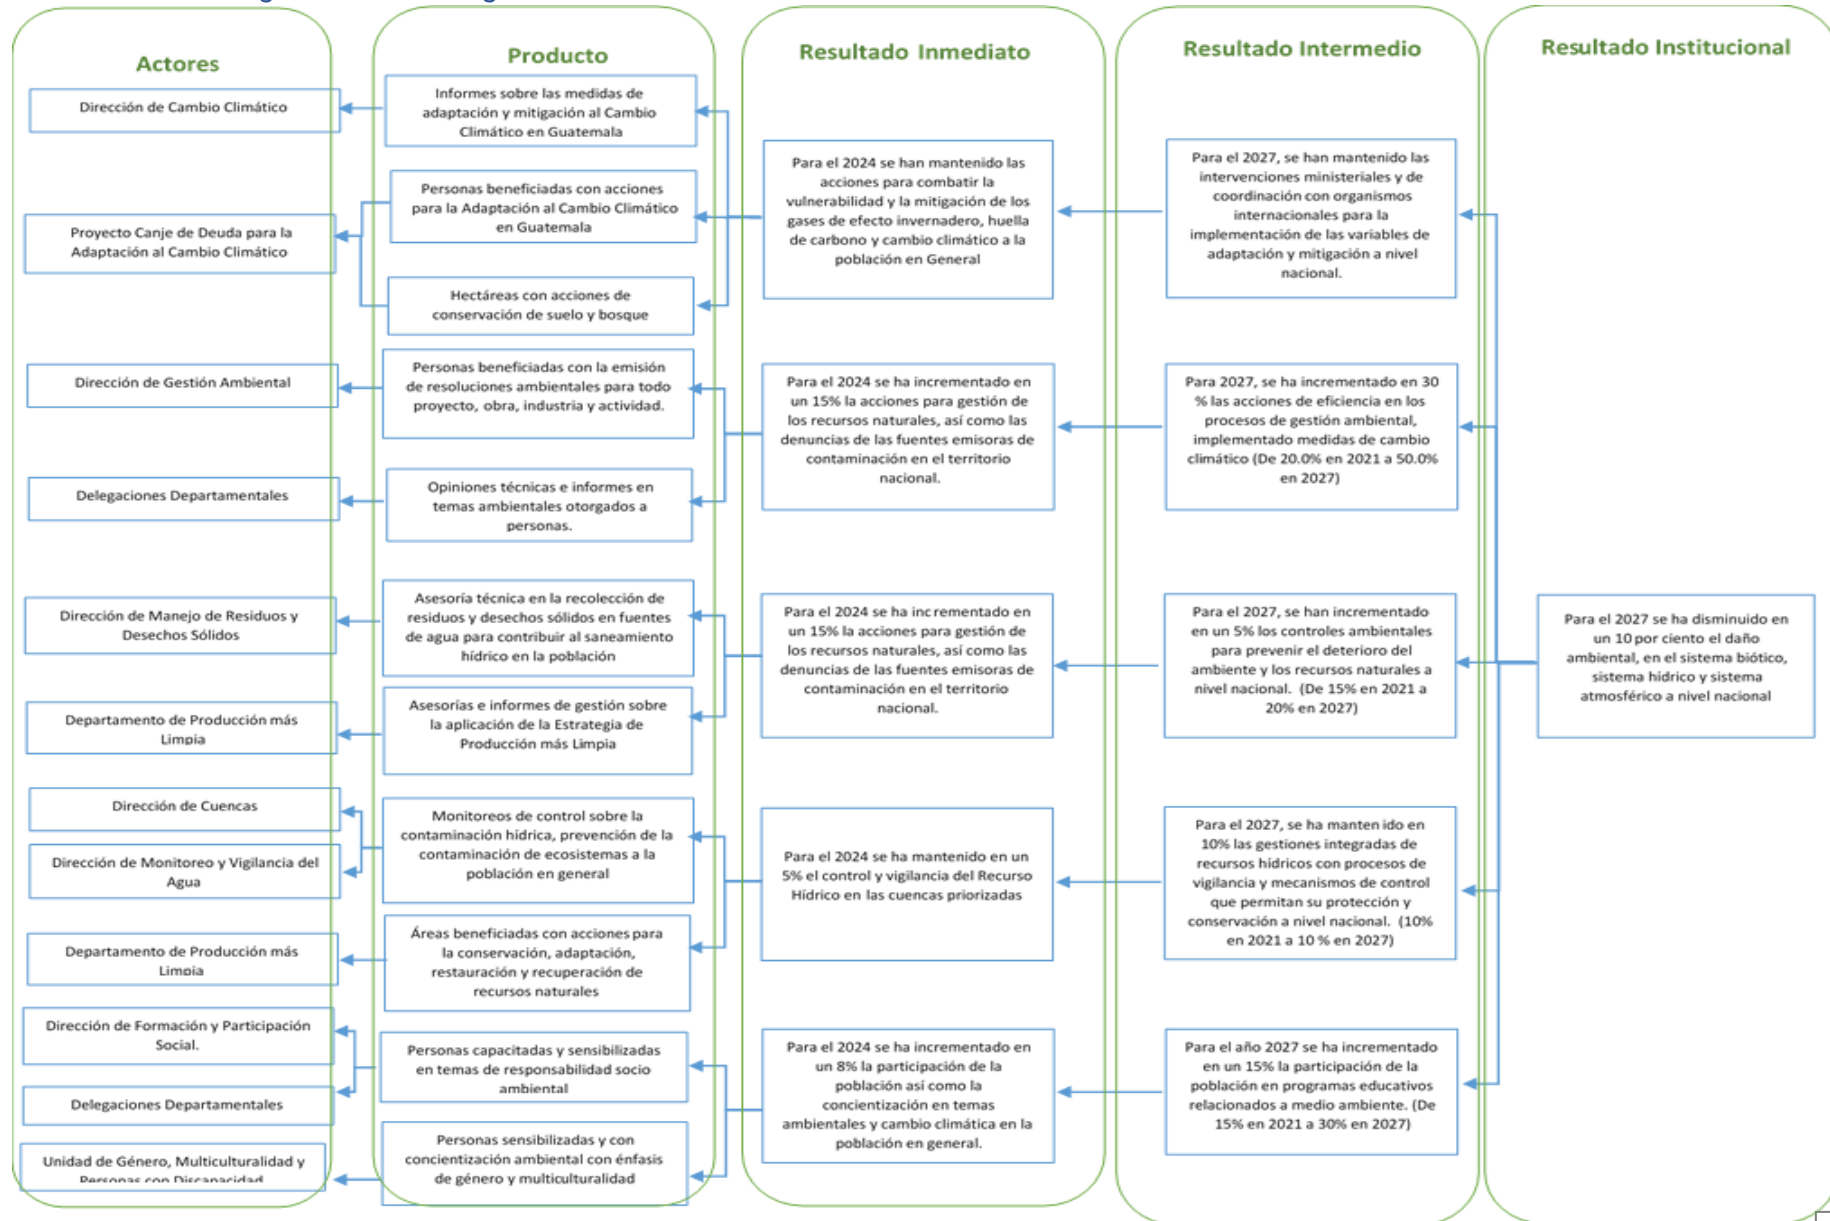 Actores
Dirección de Cambio Climático
Proyecto Canje de Deuda para la
Adaptación al Cambio Climático
Dirección de Gestión Ambiental
Delegaciones Departamentales
Dirección de Manejo de Residuos y
Desechos Sólidos
Departamento de Producción más
Limpia
Dirección de Cuencas
Dirección de Monitoreo y Vigilancia del
Agua
Departamento de Producción más
Limpia
Dirección de Formación y Participación
Social.
Delegaciones Departamentales
Unidad de Género, Multiculturalidad y
Personas con Discapacidad
Producto
Informes sobre las medidas de
adaptación y mitigación al Cambio
Climático en Guatemala
Personas beneficiadas con acciones
para la Adaptación al Cambio Climático
en Guatemala
Hectáreas con acciones de
conservación de suelo y bosque
Personas beneficiadas con la emisión
de resoluciones ambientales para todo
proyecto, obra, industria y actividad.
Opiniones técnicas e informes en
temas ambientales otorgados a
personas.
Asesoría técnica en la recolección de
residuos y desechos sólidos en fuentes
de agua para contribuir al saneamiento
hídrico en la población
Asesorías e informes de gestión sobre
la aplicación de la Estrategia de
Producción más Limpia
Monitoreos de control sobre la
contaminación hídrica, prevención de la
contaminación de ecosistemas a la
población en general
Áreas beneficiadas con acciones para
la conservación, adaptación,
restauración y recuperación de
recursos naturales
Personas capacitadas y sensibilizadas
en temas de responsabilidad socio
ambiental
Personas sensibilizadas y con
concientización ambiental con énfasis
de género y multiculturalidad
Resultado Inmediato
Para el 2024 se han mantenido las
acciones para combatir la
vulnerabilidad y la mitigación de los
gases de efecto invernadero, huella
de carbono y cambio climático a la
población en General
Para el 2024 se ha incrementado en
un 15% la acciones para gestión de
los recursos naturales, así como las
denuncias de las fuentes emisoras de
contaminación en el territorio
nacional.
Para el 2024 se ha incrementado en
un 15% la acciones para gestión de
los recursos naturales, así como las
denuncias de las fuentes emisoras de
contaminación en el territorio
nacional.
Para el 2024 se ha mantenido en un
5% el control y vigilancia del Recurso
Hídrico en las cuencas priorizadas
Para el 2024 se ha incrementado en
un 8% la participación de la
población así como la
concientización en temas
ambientales y cambio climática en la
población en general.
Resultado Intermedio
Para el 2027, se han mantenido las
intervenciones ministeriales y de
coordinación con organismos
internacionales para la
implementación de las variables de
adaptación y mitigación a nivel
nacional.
Para 2027, se ha incrementado en 30
% las acciones de eficiencia en los
procesos de gestión ambiental,
implementado medidas de cambio
climático (De 20.0% en 2021 a 50.0%
en 2027)
Para el 2027, se han incrementado
en un 5% los controles ambientales
para prevenir el deterioro del
ambiente y los recursos naturales a
nivel nacional. (De 15% en 2021 a
20% en 2027)
Para el 2027, se ha mantenido en
10% las gestiones integradas de
recursos hídricos con procesos de
vigilancia y mecanismos de control
que permitan su protección y
conservación a nivel nacional. (10%
en 2021 a 10 % en 2027)
Para el año 2027 se ha incrementado
en un 15% la participación de la
población en programas educativos
relacionados a medio ambiente. (De
15% en 2021 a 30% en 2027)
Resultado Institucional
Para el 2027 se ha disminuido en
un 10 por ciento el daño
ambiental, en el sistema biótico,
sistema hídrico y sistema
atmosférico a nivel nacional